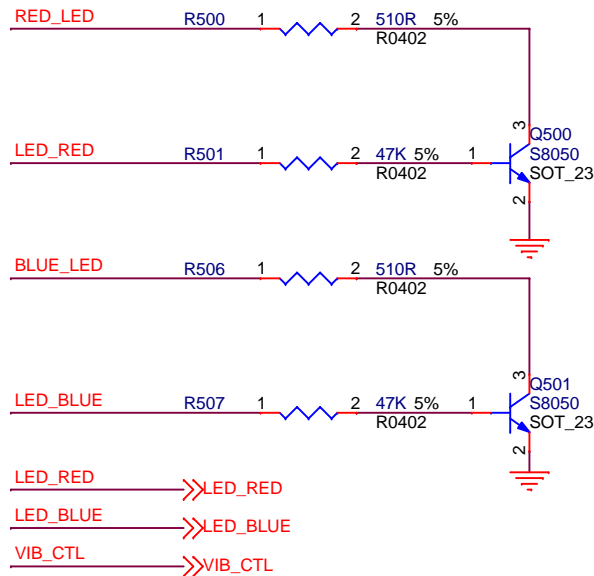 RED_LED
R500 1 2 510R 5%
R0402
3
Q500
LED_RED R501 1 2 47K 5% 1 S8050
R0402 SOT_23
2
BLUE_LED R506 1 2 510R 5%
R0402
3
Q501
LED_BLUE R507 1 2 47K 5% 1 S8050
R0402 SOT_23
2
LED_RED
LED_RED
LED_BLUE
LED_BLUE
VIB_CTL
VIB_CTL